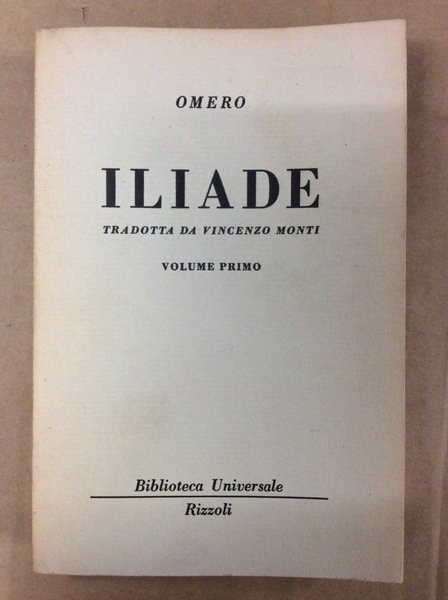 OMERO
ILIADE
TRADOTTA DA VINCENZO MONTI
VOLUME PRIMO
Biblioteca Universale
Rizzoli